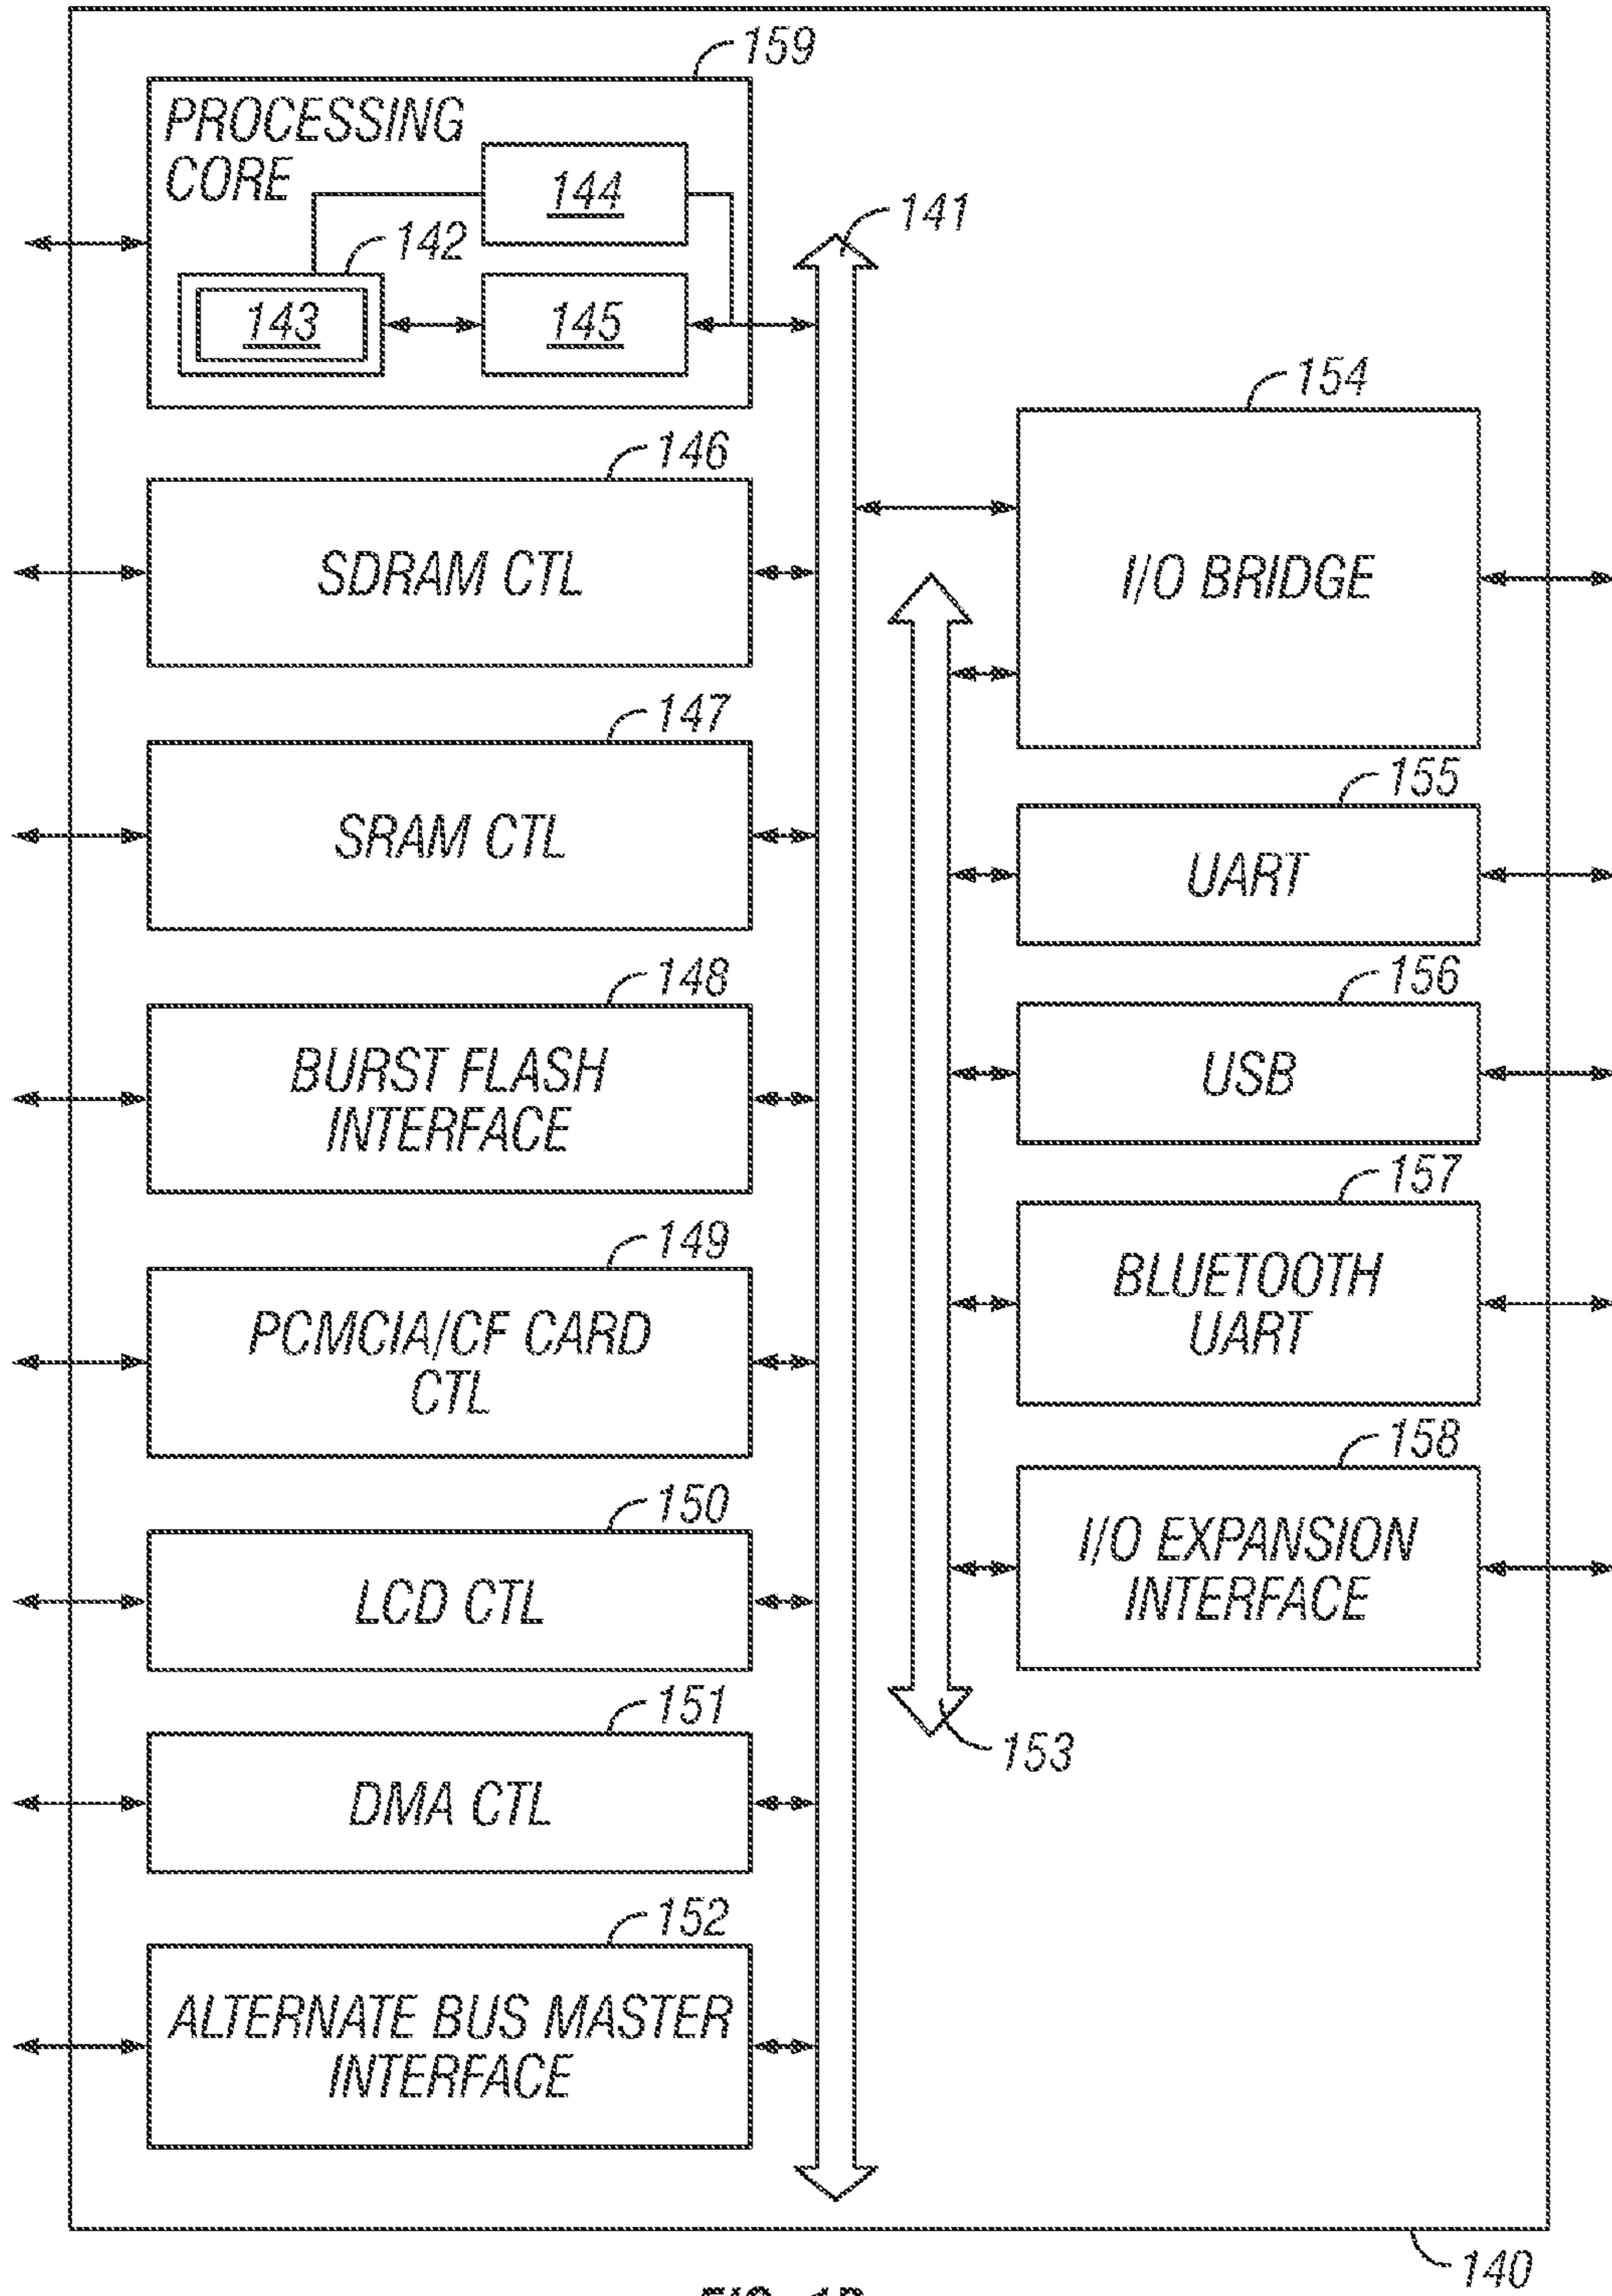 159
PROCESSING
CORE
144
142
143
145
141
146
SDRAM CTL
147
SRAM CTL
148
BURST FLASH
INTERFACE
149
PCMCIA/CF CARD
CTL
150
LCD CTL
151
DMA CTL
152
ALTERNATE BUS MASTER
INTERFACE
154
I/O BRIDGE
155
UART
156
USB
157
BLUETOOTH
UART
158
I/O EXPANSION
INTERFACE
153
140